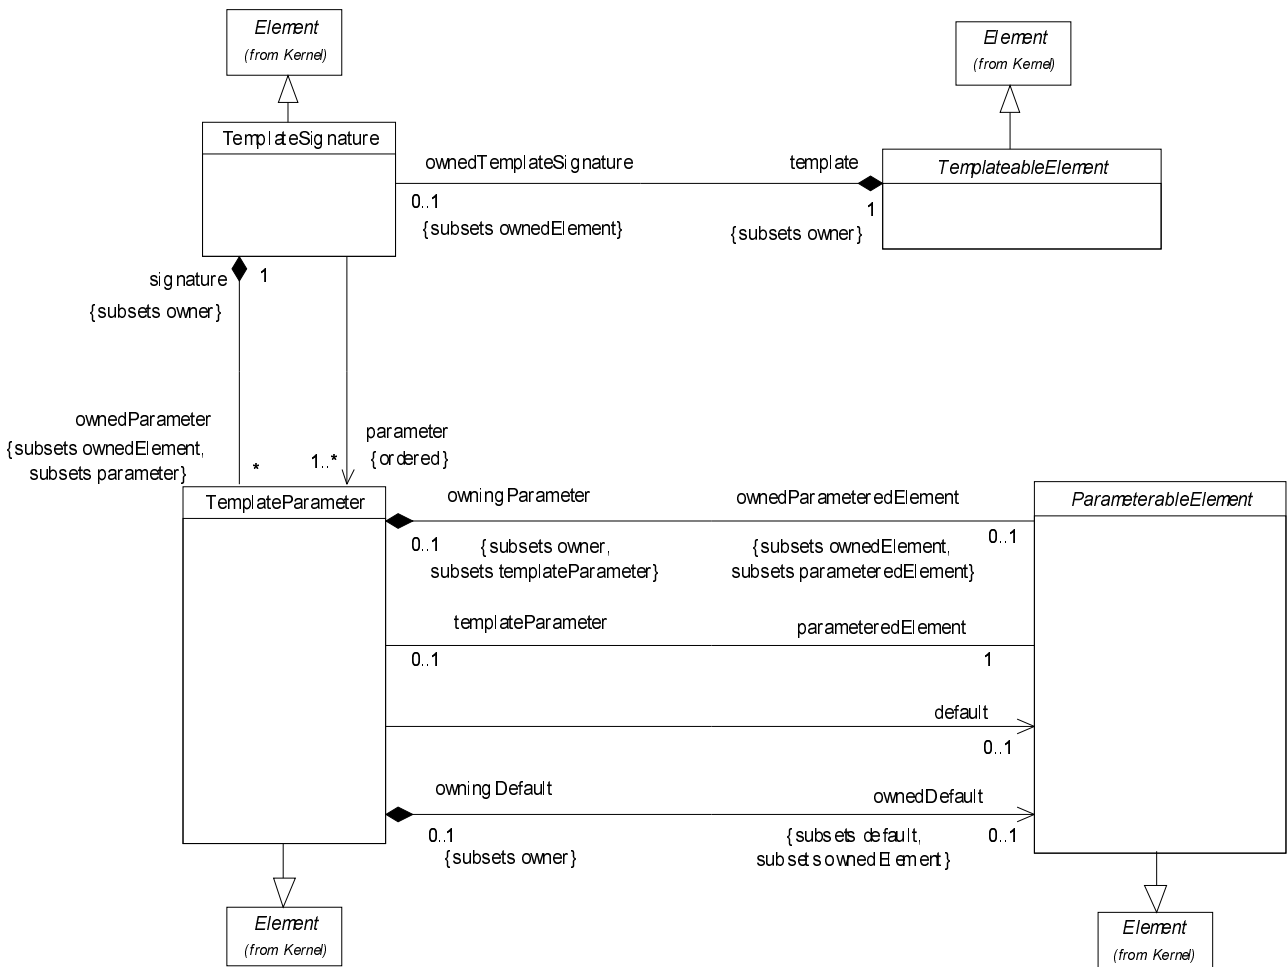 Element
(from Kernel)
Element
(from Kernel)
TemplateSignature
ownedTemplateSignature
template
TemplateableElement
0..1
1
{subsets ownedElement}
{subsets owner}
signature
1
{subsets owner}
ownedParameter
{subsets ownedElement,
subsets parameter}
*
1..*
parameter
{ordered}
TemplateParameter
owningParameter
ownedParameteredElement
ParameterableElement
0..1
{subsets owner,
subsets templateParameter}
{subsets ownedElement,
subsets parameteredElement}
0..1
templateParameter
parameteredElement
0..1
1
default
0..1
owningDefault
ownedDefault
0..1
{subsets owner}
{subsets default,
subsets ownedElement}
0..1
Element
(from Kernel)
Element
(from Kernel)